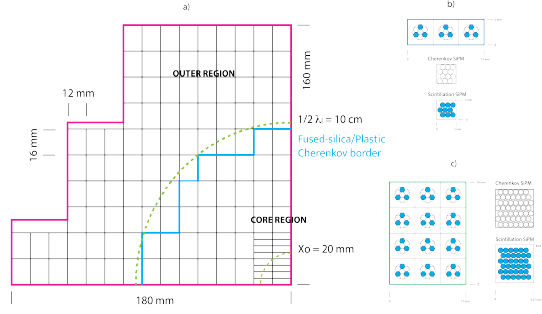 a)
OUTER REGION
12 mm
16 mm
160 mm
1/2 λı = 10 cm
Fused-silica/Plastic
Cherenkov border
CORE REGION
Xo = 20 mm
180 mm
b)
Cherenkov SiPM
Scintillation SiPM
c)
Cherenkov SiPM
Scintillation SiPM